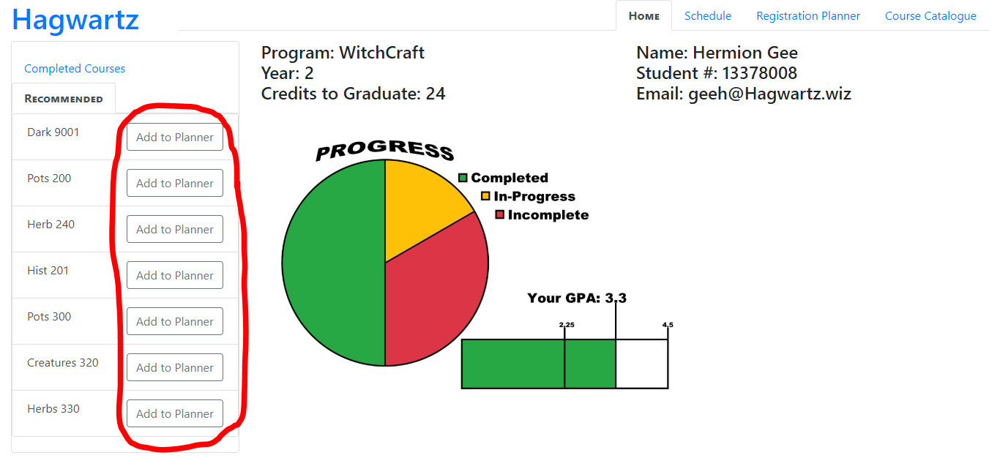 Hagwartz
Home Schedule Registration Planner Course Catalogue
Completed Courses
Recommended
Dark 9001 Add to Planner
Pots 200 Add to Planner
Herb 240 Add to Planner
Hist 201 Add to Planner
Pots 300 Add to Planner
Creatures 320 Add to Planner
Herbs 330 Add to Planner
Program: WitchCraft
Year: 2
Credits to Graduate: 24
Name: Hermion Gee
Student #: 13378008
Email: geeh@Hagwartz.wiz
PROGRESS
Completed
In-Progress
Incomplete
Your GPA: 3.3
2.25 4.5